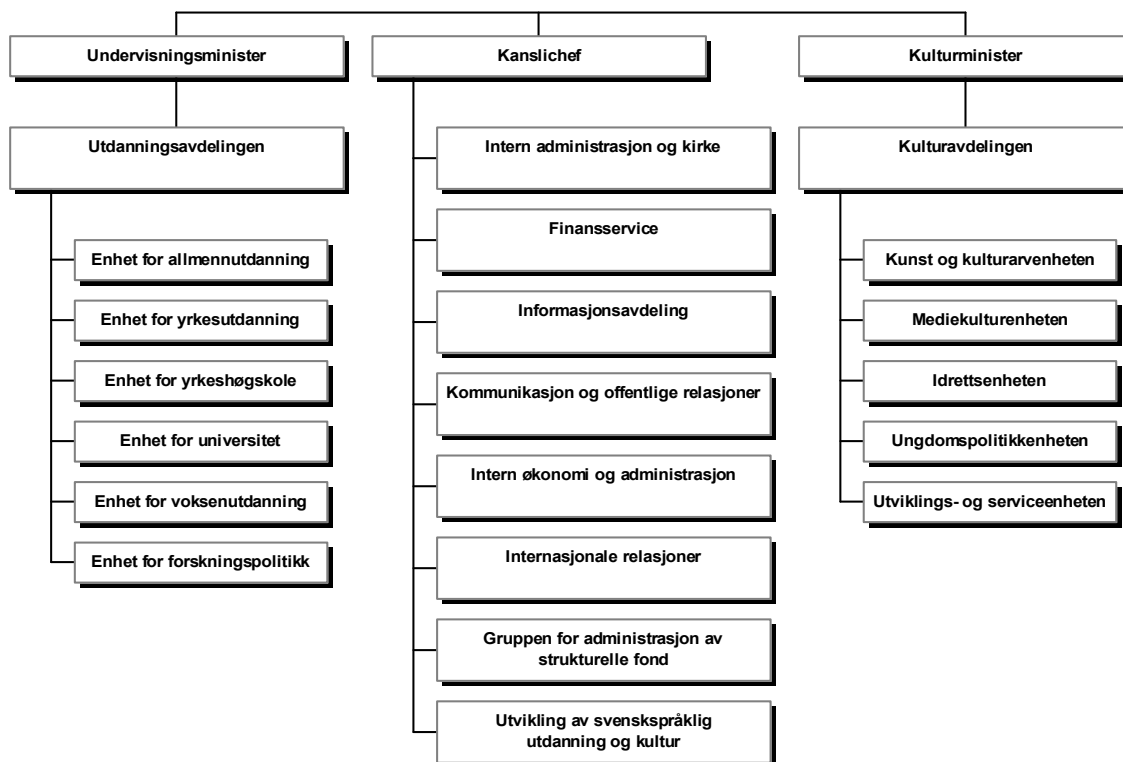 Undervisningsminister
Kanslichef
Kulturminister
Utdanningsavdelingen
Kulturavdelingen
Enhet for allmennutdanning
Enhet for yrkesutdanning
Enhet for yrkeshøgskole
Enhet for universitet
Enhet for voksenutdanning
Enhet for forskningspolitikk
Intern administrasjon og kirke
Finansservice
Informasjonsavdeling
Kommunikasjon og offentlige relasjoner
Intern økonomi og administrasjon
Internasjonale relasjoner
Gruppen for administrasjon av
strukturelle fond
Utvikling av svenskspråklig
utdanning og kultur
Kunst og kulturarvenheten
Mediekulturenheten
Idrettsenheten
Ungdomspolitikkenheten
Utviklings- og serviceenheten